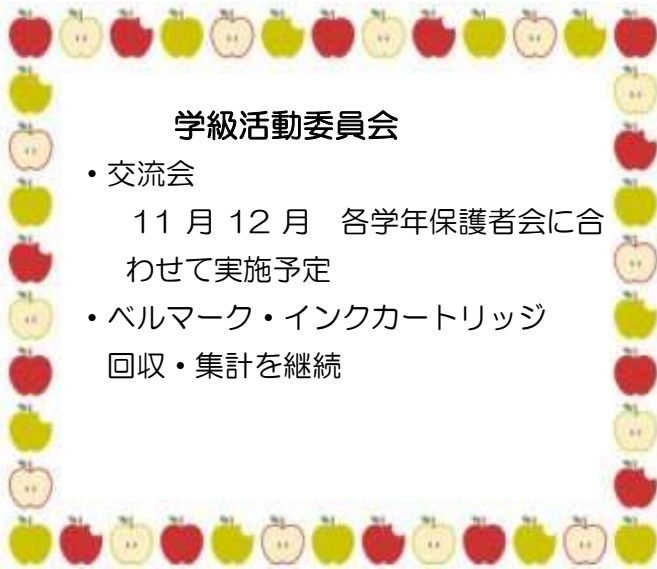 学級活動委員会
・交流会
11 月 12 月　各学年保護者会に合
わせて実施予定
・ベルマーク・インクカートリッジ
回収・集計を継続